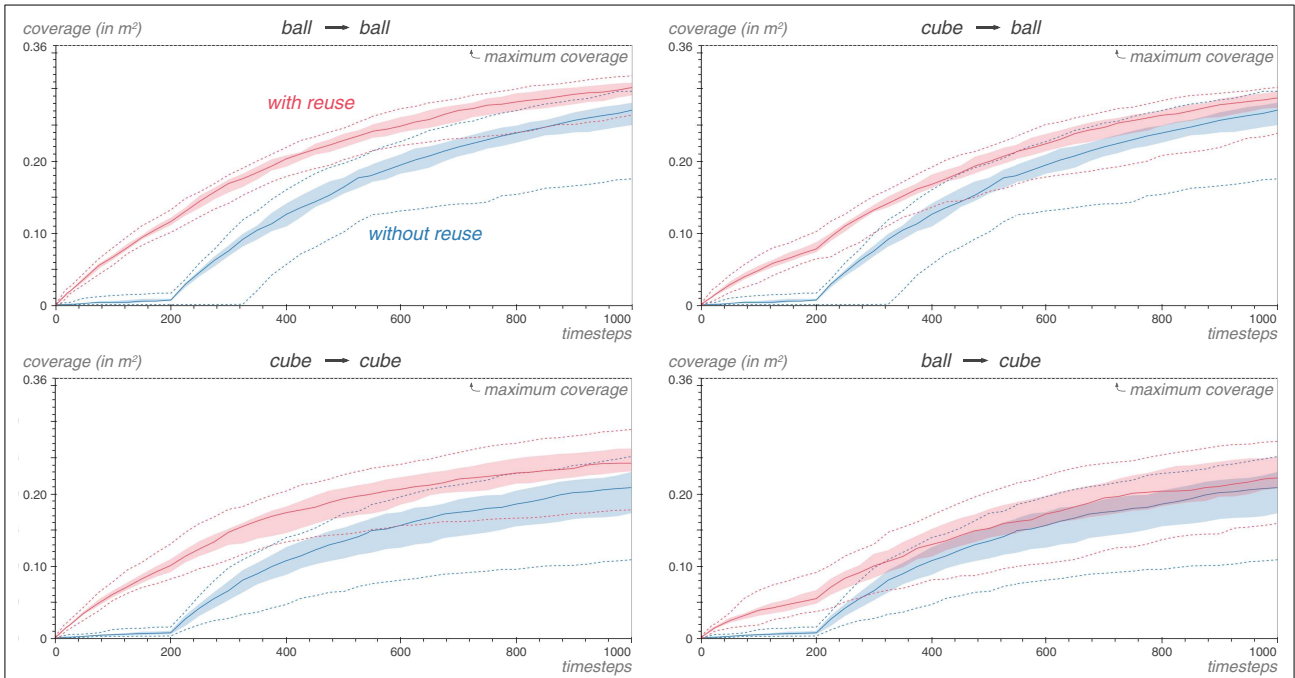 coverage (in m²)
ball → ball
0.36
maximum coverage
with reuse
0.20
without reuse
0.10
0
0 200 400 600 800 1000
timesteps
coverage (in m²)
cube → ball
0.36
maximum coverage
0.20
0.10
0
0 200 400 600 800 1000
timesteps
coverage (in m²)
cube → cube
0.36
maximum coverage
0.20
0.10
0
0 200 400 600 800 1000
timesteps
coverage (in m²)
ball → cube
0.36
maximum coverage
0.20
0.10
0
0 200 400 600 800 1000
timesteps